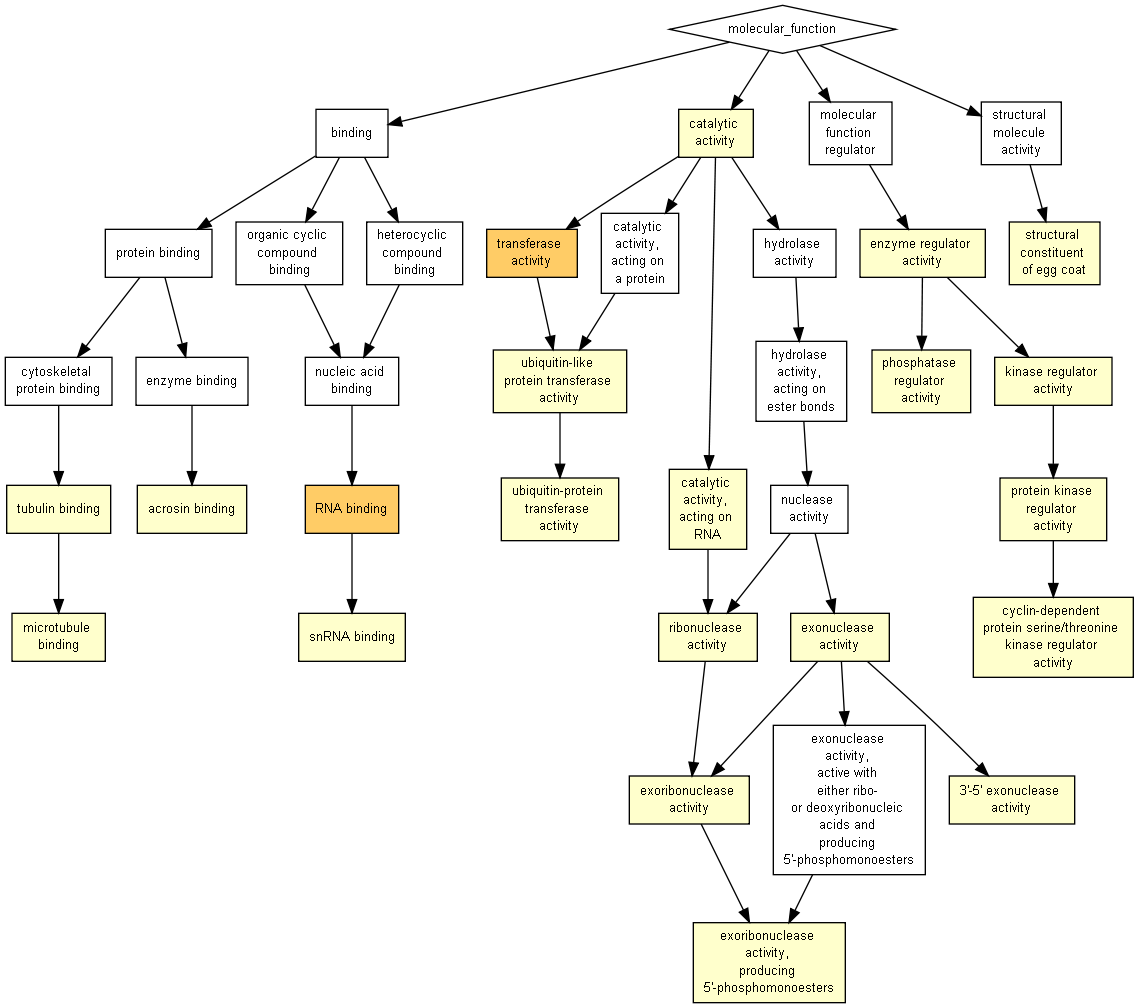 molecular_function
binding
catalytic
activity
molecular
function
regulator
structural
molecule
activity
protein binding
organic cyclic
compound
binding
heterocyclic
compound
binding
transferase
activity
catalytic
activity,
acting on
a protein
hydrolase
activity
enzyme regulator
activity
structural
constituent
of egg coat
cytoskeletal
protein binding
enzyme binding
nucleic acid
binding
ubiquitin-like
protein transferase
activity
hydrolase
activity,
acting on
ester bonds
phosphatase
regulator
activity
kinase regulator
activity
tubulin binding
acrosin binding
RNA binding
ubiquitin-protein
transferase
activity
catalytic
activity,
acting on
RNA
nuclease
activity
protein kinase
regulator
activity
microtubule
binding
snRNA binding
ribonuclease
activity
exonuclease
activity
cyclin-dependent
protein serine/threonine
kinase regulator
activity
exoribonuclease
activity
exonuclease
activity,
active with
either ribo-
or deoxyribonucleic
acids and
producing
5'-phosphomonoesters
3'-5' exonuclease
activity
exoribonuclease
activity,
producing
5'-phosphomonoesters